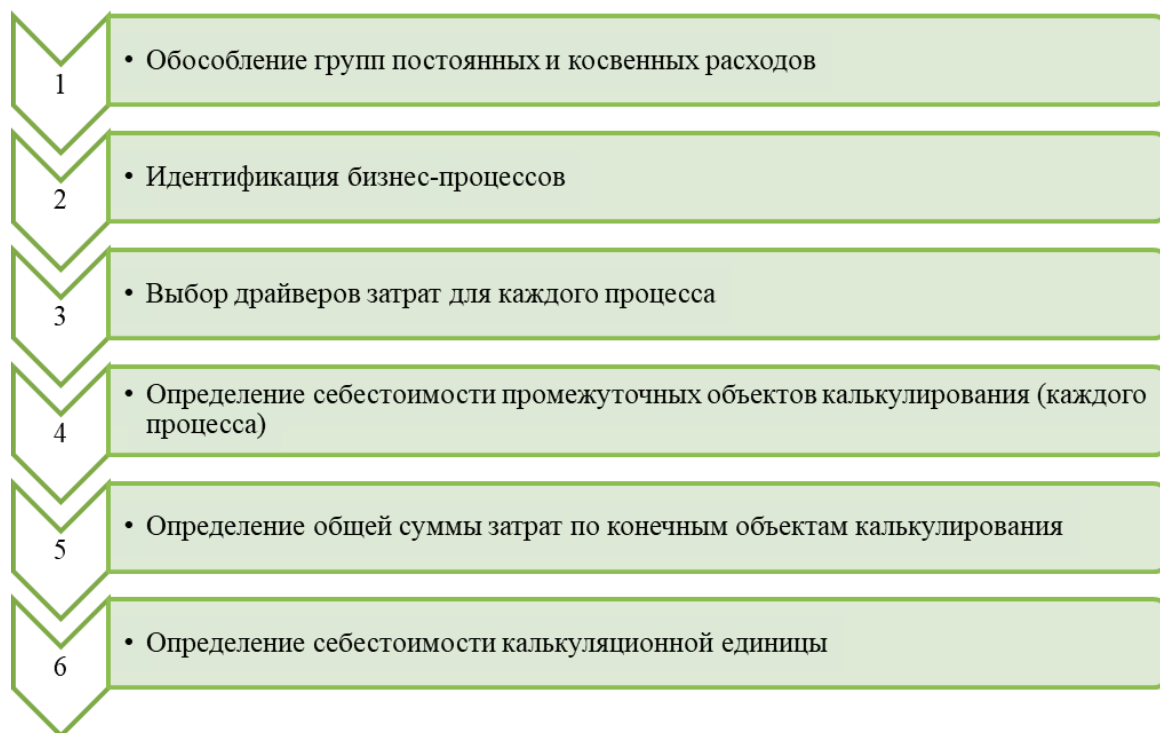 1
• Обособление групп постоянных и косвенных расходов
2
• Идентификация бизнес-процессов
3
• Выбор драйверов затрат для каждого процесса
4
• Определение себестоимости промежуточных объектов калькулирования (каждого
процесса)
5
• Определение общей суммы затрат по конечным объектам калькулирования
6
• Определение себестоимости калькуляционной единицы